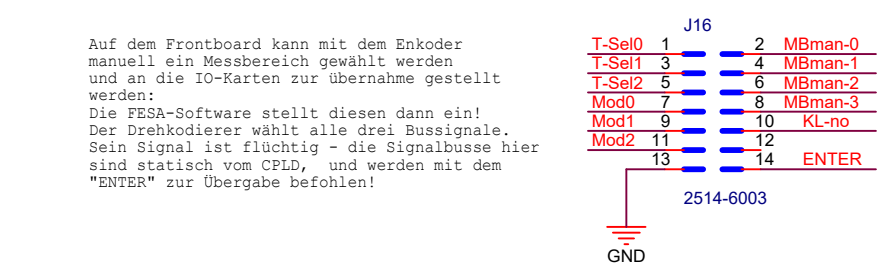 J16
Auf dem Frontboard kann mit dem Enkoder
manuell ein Messbereich gewählt werden
und an die IO-Karten zur übernahme gestellt
werden:
Die FESA-Software stellt diesen dann ein!
Der Drehkodierer wählt alle drei Bussignale.
Sein Signal ist flüchtig - die Signalbusse hier
sind statisch vom CPLD,  und werden mit dem
"ENTER" zur Übergabe befohlen!
T-Sel0 1 2 MBman-0
T-Sel1 3 4 MBman-1
T-Sel2 5 6 MBman-2
Mod0 7 8 MBman-3
Mod1 9 10 KL-no
Mod2 11 12
13 14 ENTER
2514-6003
GND